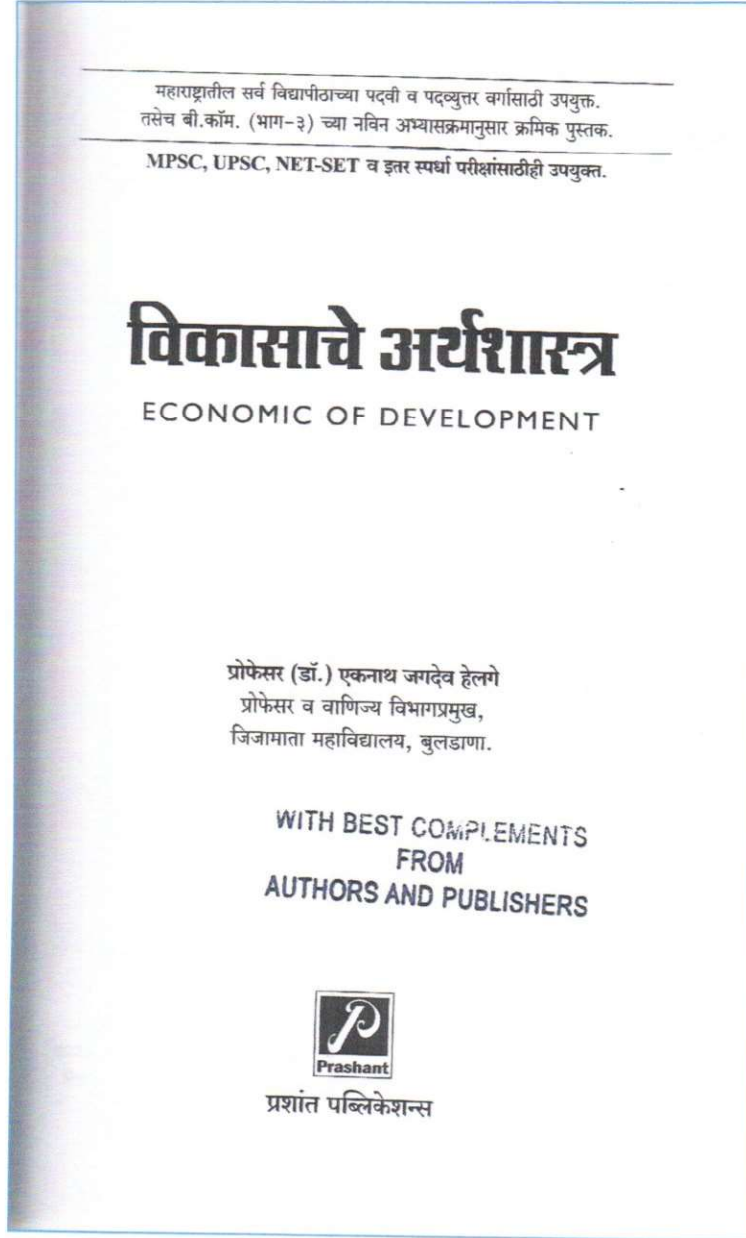 महाराष्ट्रातील सर्व विद्यापीठाच्या पदवी व पदव्युत्तर वर्गासाठी उपयुक्त.
तसेच बी.कॉम. (भाग-३) च्या नविन अभ्यासक्रमानुसार क्रमिक पुस्तक.
MPSC, UPSC, NET-SET व इतर स्पर्धा परीक्षांसाठीही उपयुक्त.
विकासाचे अर्थशास्त्र
ECONOMIC OF DEVELOPMENT
प्रोफेसर (डॉ.) एकनाथ जगदेव हेलगे
प्रोफेसर व वाणिज्य विभागप्रमुख,
जिजामाता महाविद्यालय, बुलडाणा.
WITH BEST COMPLEMENTS
FROM
AUTHORS AND PUBLISHERS
P
Prashant
प्रशांत पब्लिकेशन्स